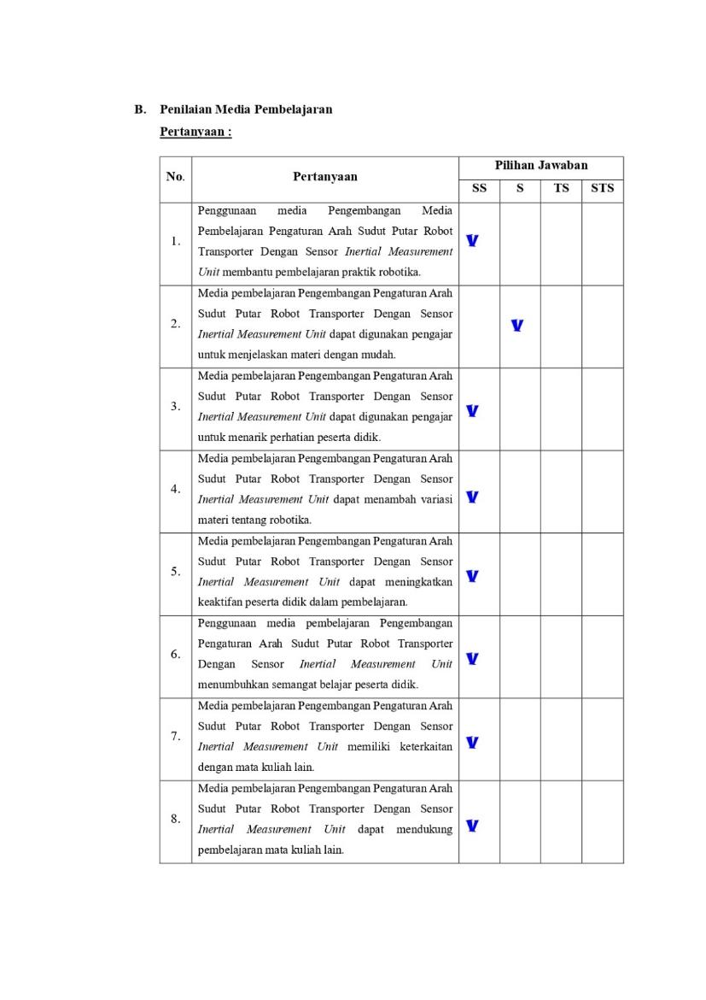 B. Penilaian Media Pembelajaran
Pertanyaan :
No. Pertanyaan Pilihan Jawaban
SS S TS STS
1. Penggunaan media Pengembangan Media
Pembelajaran Pengaturan Arah Sudut Putar Robot
Transporter Dengan Sensor Inertial Measurement
Unit membantu pembelajaran praktik robotika.
V
2. Media pembelajaran Pengembangan Pengaturan Arah
Sudut Putar Robot Transporter Dengan Sensor
Inertial Measurement Unit dapat digunakan pengajar
untuk menjelaskan materi dengan mudah.
V
3. Media pembelajaran Pengembangan Pengaturan Arah
Sudut Putar Robot Transporter Dengan Sensor
Inertial Measurement Unit dapat digunakan pengajar
untuk menarik perhatian peserta didik.
V
4. Media pembelajaran Pengembangan Pengaturan Arah
Sudut Putar Robot Transporter Dengan Sensor
Inertial Measurement Unit dapat menambah variasi
materi tentang robotika.
V
5. Media pembelajaran Pengembangan Pengaturan Arah
Sudut Putar Robot Transporter Dengan Sensor
Inertial Measurement Unit dapat meningkatkan
keaktifan peserta didik dalam pembelajaran.
V
6. Penggunaan media pembelajaran Pengembangan
Pengaturan Arah Sudut Putar Robot Transporter
Dengan Sensor Inertial Measurement Unit
menumbuhkan semangat belajar peserta didik.
V
7. Media pembelajaran Pengembangan Pengaturan Arah
Sudut Putar Robot Transporter Dengan Sensor
Inertial Measurement Unit memiliki keterkaitan
dengan mata kuliah lain.
V
8. Media pembelajaran Pengembangan Pengaturan Arah
Sudut Putar Robot Transporter Dengan Sensor
Inertial Measurement Unit dapat mendukung
pembelajaran mata kuliah lain.
V